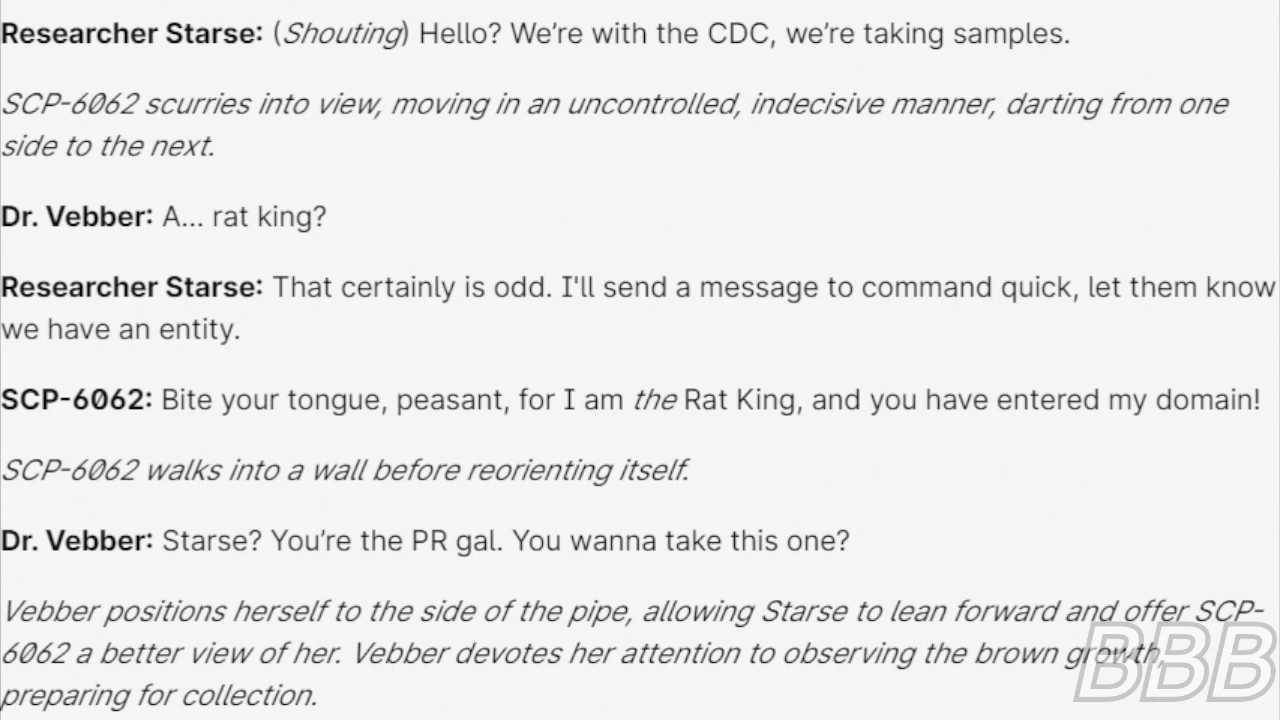 Researcher Starse: (Shouting) Hello? We’re with the CDC, we’re taking samples.
SCP-6062 scurries into view, moving in an uncontrolled, indecisive manner, darting from one
side to the next.
Dr. Vebber: A... rat king?
Researcher Starse: That certainly is odd. I'll send a message to command quick, let them know
we have an entity.
SCP-6062: Bite your tongue, peasant, for I am the Rat King, and you have entered my domain!
SCP-6062 walks into a wall before reorienting itself.
Dr. Vebber: Starse? You’re the PR gal. You wanna take this one?
Vebber positions herself to the side of the pipe, allowing Starse to lean forward and offer SCP-
6062 a better view of her. Vebber devotes her attention to observing the brown growth,
preparing for collection.
BBB